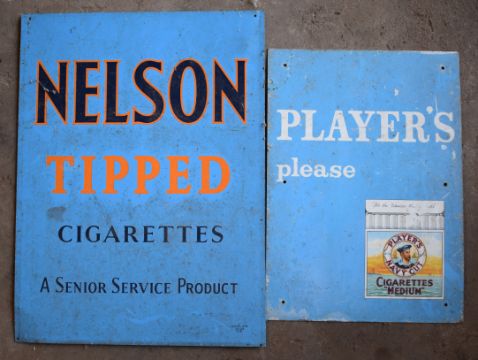 NELSON
TIPPED
CIGARETTES
A SENIOR SERVICE PRODUCT
PLAYER'S
please
PLAYER'S
NAVY CUT
CIGARETTES
"MEDIUM"